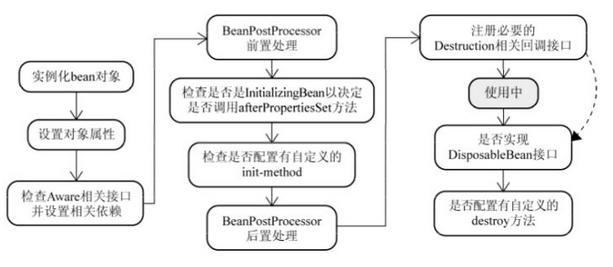 实例化bean对象
设置对象属性
检查Aware相关接口
并设置相关依赖
BeanPostProcessor
前置处理
检查是否是InitializingBean以决定
是否调用afterPropertiesSet方法
检查是否配置有自定义的
init-method
BeanPostProcessor
后置处理
注册必要的
Destruction相关回调接口
使用中
是否实现
DisposableBean接口
是否配置有自定义的
destroy方法